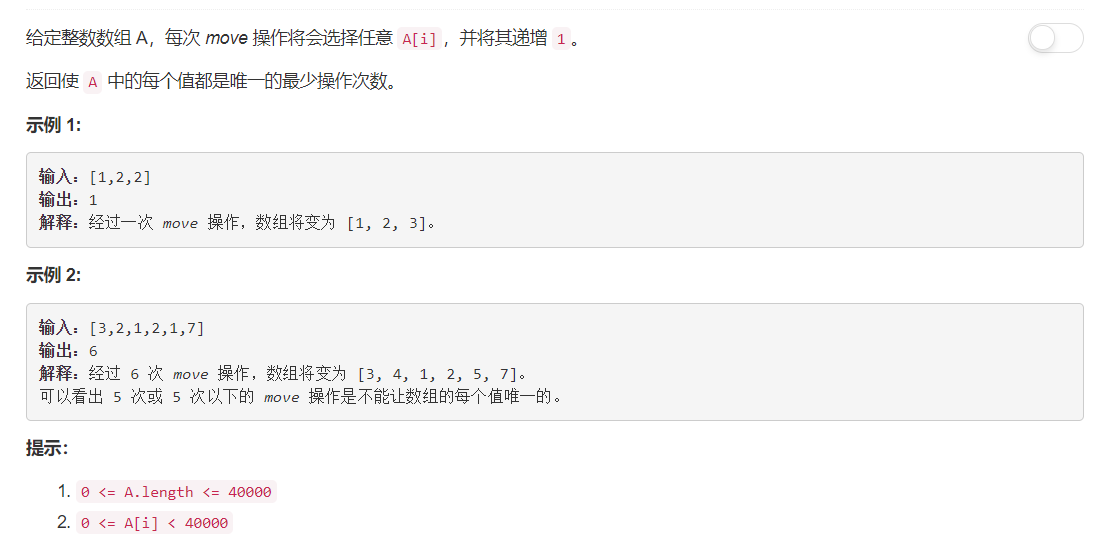 给定整数数组 A，每次 move 操作将会选择任意 A[i]，并将其递增 1。
返回使 A 中的每个值都是唯一的最少操作次数。
示例 1:
输入：[1,2,2]
输出：1
解释：经过一次 move 操作，数组将变为 [1, 2, 3]。
示例 2:
输入：[3,2,1,2,1,7]
输出：6
解释：经过 6 次 move 操作，数组将变为 [3, 4, 1, 2, 5, 7]。
可以看出 5 次或 5 次以下的 move 操作是不能让数组的每个值唯一的。
提示：
1. 0 <= A.length <= 40000
2. 0 <= A[i] < 40000